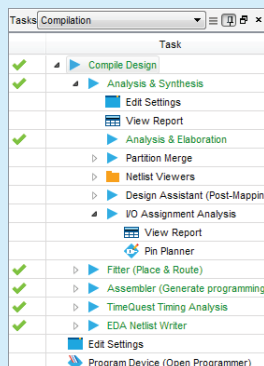 Tasks Compilation
Task
Compile Design
Analysis & Synthesis
Edit Settings
View Report
Analysis & Elaboration
Partition Merge
Netlist Viewers
Design Assistant (Post-Mappin
I/O Assignment Analysis
View Report
Pin Planner
Fitter (Place & Route)
Assembler (Generate programming
TimeQuest Timing Analysis
EDA Netlist Writer
Edit Settings
Program Device (Open Programmer)